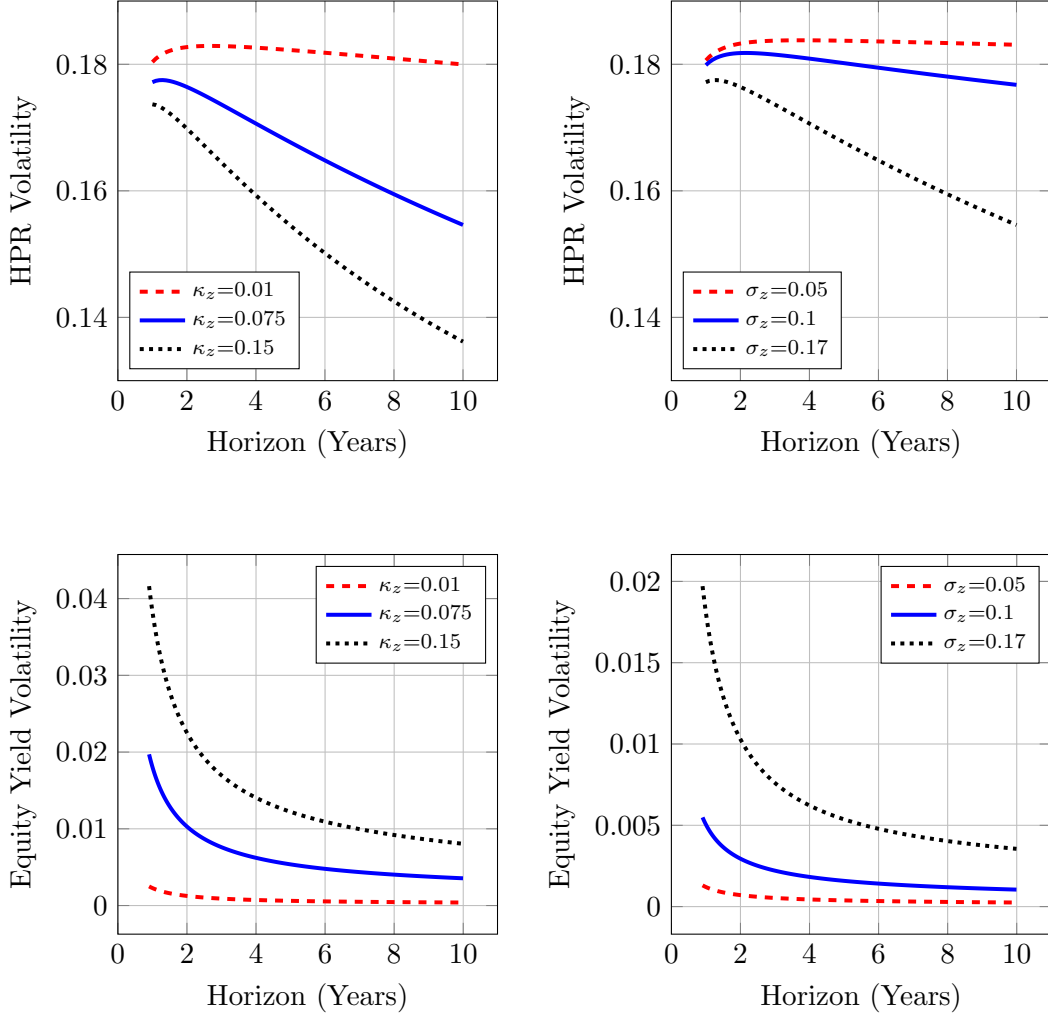 HPR Volatility
0.18
0.16
0.14
0
2
4
6
8
10
Horizon (Years)
κz=0.01
κz=0.075
κz=0.15
HPR Volatility
0.18
0.16
0.14
0
2
4
6
8
10
Horizon (Years)
σz=0.05
σz=0.1
σz=0.17
Equity Yield Volatility
0.04
0.03
0.02
0.01
0
0
2
4
6
8
10
Horizon (Years)
κz=0.01
κz=0.075
κz=0.15
Equity Yield Volatility
0.02
0.015
0.01
0.005
0
0
2
4
6
8
10
Horizon (Years)
σz=0.05
σz=0.1
σz=0.17